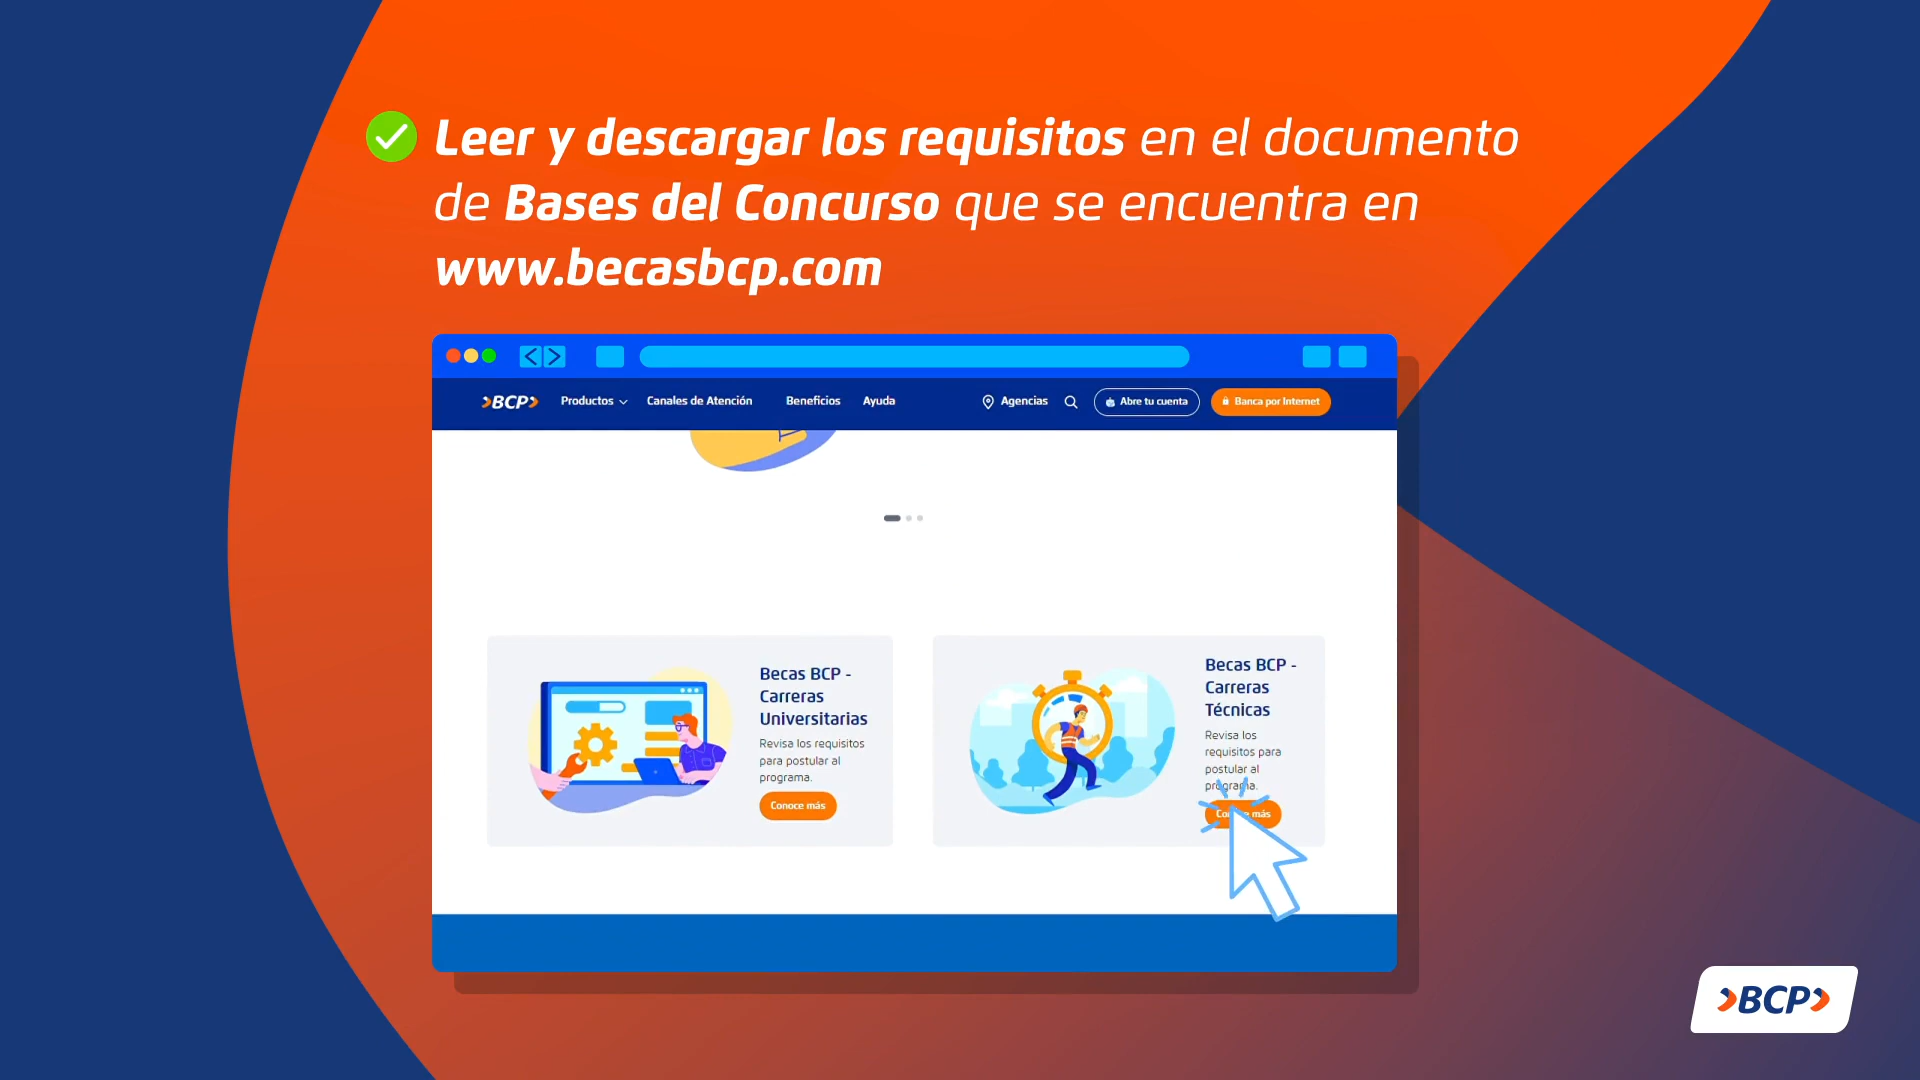 Leer y descargar los requisitos en el documento
de Bases del Concurso que se encuentra en
www.becasbcp.com
BCP Productos Canales de Atención Beneficios Ayuda Agencias Abre tu cuenta Banca por Internet
Becas BCP -
Carreras
Universitarias
Revisa los requisitos
para postular al
programa.
Conoce más
Becas BCP -
Carreras
Técnicas
Revisa los
requisitos para
postular al
programa.
más
BCP